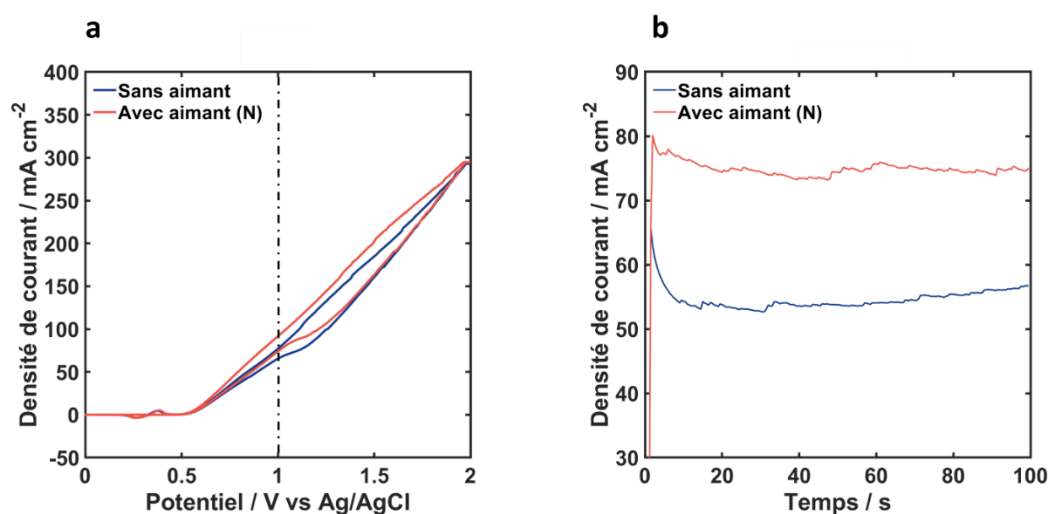 a
Sans aimant
Avec aimant (N)
400
350
300
250
200
150
100
50
0
-50
Densité de courant / mA cm-2
0
0.5
1
1.5
2
Potentiel / V vs Ag/AgCl
b
Sans aimant
Avec aimant (N)
90
80
70
60
50
40
30
Densité de courant / mA cm-2
0
20
40
60
80
100
Temps / s